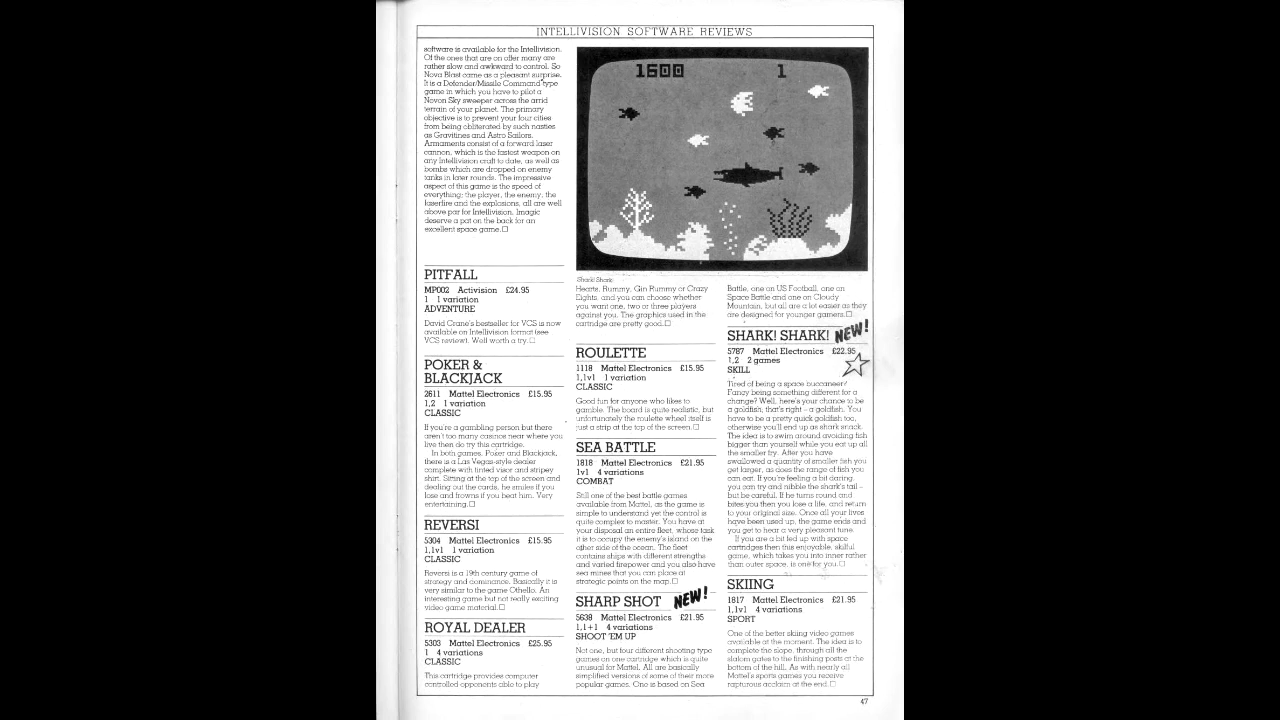 INTELLIVISION SOFTWARE REVIEWS
software is available for the Intellivision.
Of the ones that are on offer many are
rather slow and awkward to control. So
Nova Blast came as a pleasant surprise.
It is a Defender/Missile Command type
game in which you have to pilot a
Novon Sky sweeper across the arrid
terrain of your planet. The primary
objective is to prevent your four cities
from being obliterated by such nasties
as Gravitines and Astro Sailors.
Armaments consist of a forward laser
cannon, which is the fastest weapon on
any Intellivision craft to date, as well as
bombs which are dropped on enemy
tanks in later rounds. The impressive
aspect of this game is the speed of
everything; the player, the enemy, the
laserfire and the explosions, all are well
above par for Intellivision. Imagic
deserve a pat on the back for an
excellent space game.□
PITFALL
MP002 Activision £24.95
1 1 variation
ADVENTURE
David Crane's bestseller for VCS is now
available on Intellivision format (see
VCS review). Well worth a try.□
POKER &
BLACKJACK
2611 Mattel Electronics £15.95
1,2 1 variation
CLASSIC
If you're a gambling person but there
aren't too many casinos near where you
live then do try this cartridge.
In both games, Poker and Blackjack,
there is a Las Vegas-style dealer
complete with tinted visor and stripey
shirt. Sitting at the top of the screen and
dealing out the cards, he smiles if you
lose and frowns if you beat him. Very
entertaining.□
REVERSI
5304 Mattel Electronics £15.95
1,1v1 1 variation
CLASSIC
Reversi is a 19th century game of
strategy and dominance. Basically it is
very similar to the game Othello. An
interesting game but not really exciting
video game material.□
ROYAL DEALER
5303 Mattel Electronics £25.95
1 4 variations
CLASSIC
This cartridge provides computer
controlled opponents able to play
1600 1
Shark! Shark!
Hearts, Rummy, Gin Rummy or Crazy
Eights, and you can choose whether
you want one, two or three players
against you. The graphics used in the
cartridge are pretty good.□
ROULETTE
1118 Mattel Electronics £15.95
1,1v1 1 variation
CLASSIC
Good fun for anyone who likes to
gamble. The board is quite realistic, but
unfortunately the roulette wheel itself is
just a strip at the top of the screen.□
SEA BATTLE
1818 Mattel Electronics £21.95
1v1 4 variations
COMBAT
Still one of the best battle games
available from Mattel, as the game is
simple to understand yet the control is
quite complex to master. You have at
your disposal an entire fleet, whose task
it is to occupy the enemy's island on the
other side of the ocean. The fleet
contains ships with different strengths
and varied firepower and you also have
sea mines that you can place at
strategic points on the map.□
SHARP SHOT NEW!
5638 Mattel Electronics £21.95
1,1+1 4 variations
SHOOT 'EM UP
Not one, but four different shooting type
games on one cartridge which is quite
unusual for Mattel. All are basically
simplified versions of some of their more
popular games. One is based on Sea
Battle, one on US Football, one on
Space Battle and one on Cloudy
Mountain, but all are a lot easier as they
are designed for younger gamers.□
SHARK! SHARK! NEW!
5787 Mattel Electronics £22.95
1,2 2 games
SKILL
Tired of being a space buccaneer?
Fancy being something different for a
change? Well, here's your chance to be
a goldfish, that's right – a goldfish. You
have to be a pretty quick goldfish too,
otherwise you'll end up as shark snack.
The idea is to swim around avoiding fish
bigger than yourself while you eat up all
the smaller fry. After you have
swallowed a quantity of smaller fish you
get larger, as does the range of fish you
can eat. If you're feeling a bit daring,
you can try and nibble the shark's tail –
but be careful. If he turns round and
bites you then you lose a life, and return
to your original size. Once all your lives
have been used up, the game ends and
you get to hear a very pleasant tune.
If you are a bit fed up with space
cartridges then this enjoyable, skilful
game, which takes you into inner rather
than outer space, is one for you.□
SKIING
1817 Mattel Electronics £21.95
1,1v1 4 variations
SPORT
One of the better skiing video games
available at the moment. The idea is to
complete the slope, through all the
slalom gates to the finishing posts at the
bottom of the hill. As with nearly all
Mattel's sports games you receive
rapturous acclaim at the end.□
47